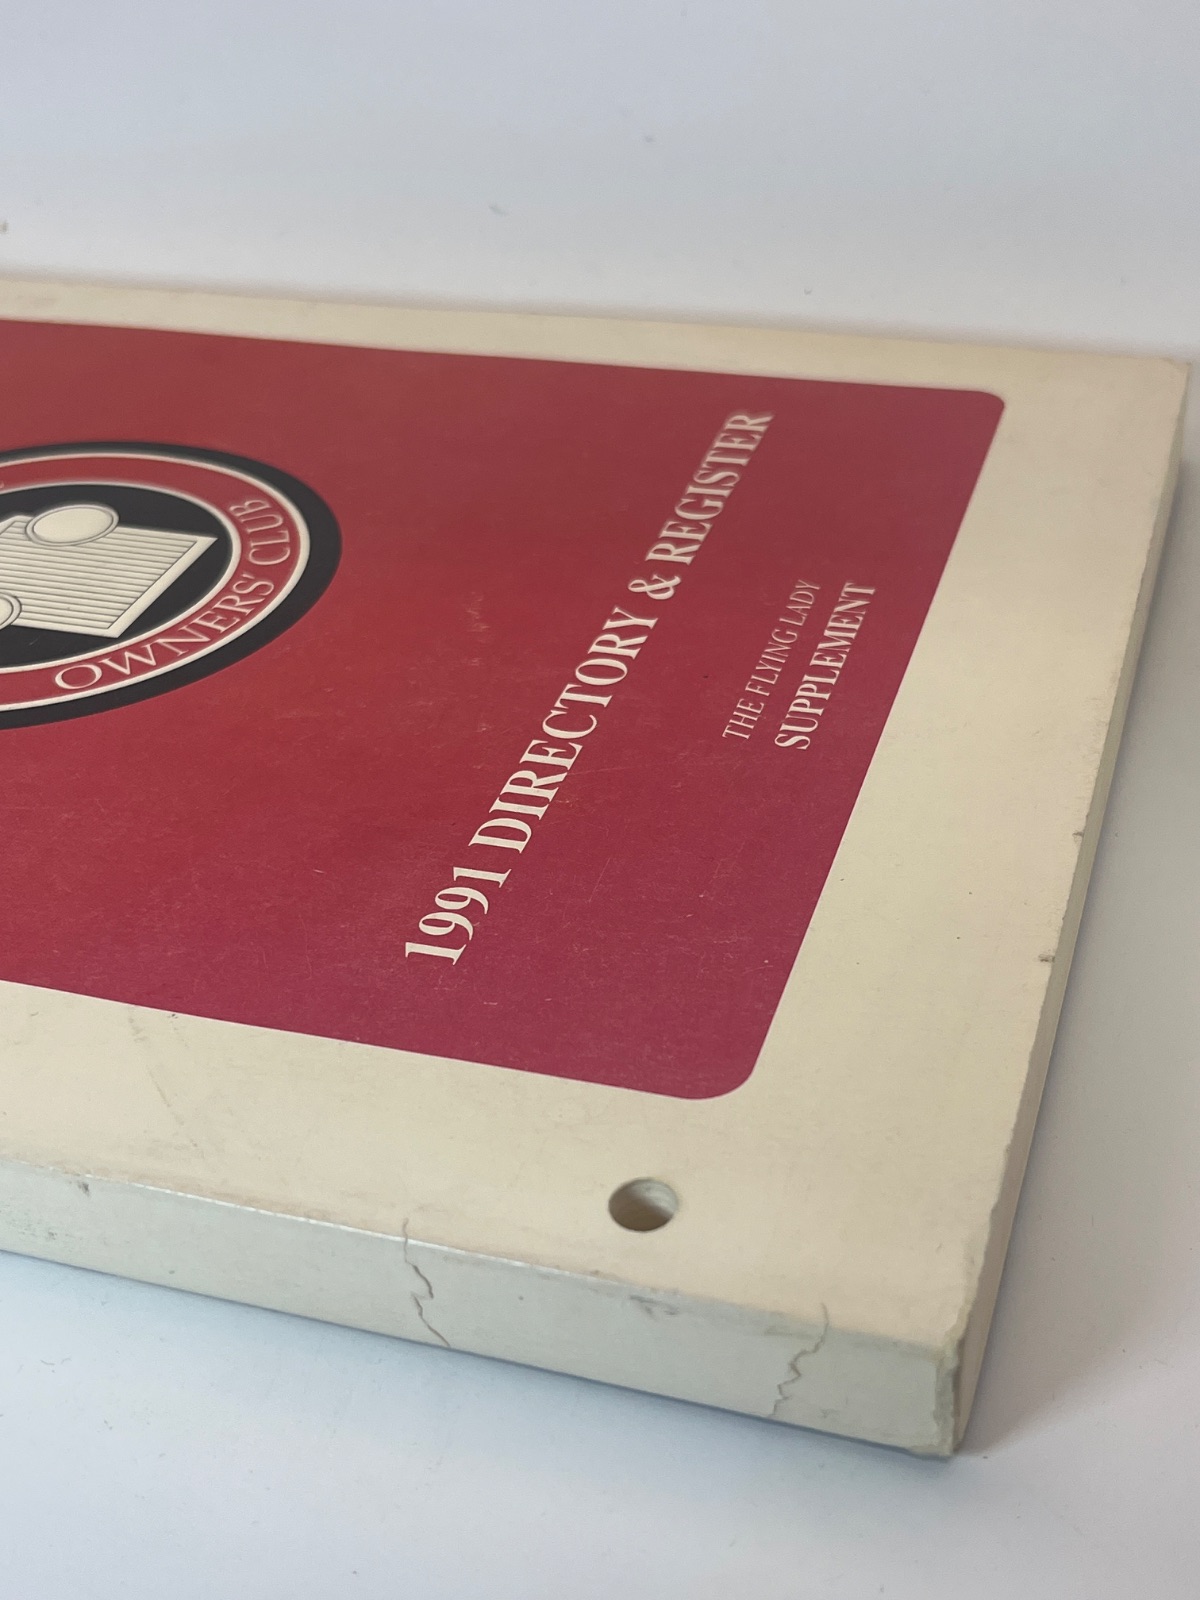 OWNERS' CLUB
1991 DIRECTORY & REGISTER
THE FLYING LADY
SUPPLEMENT